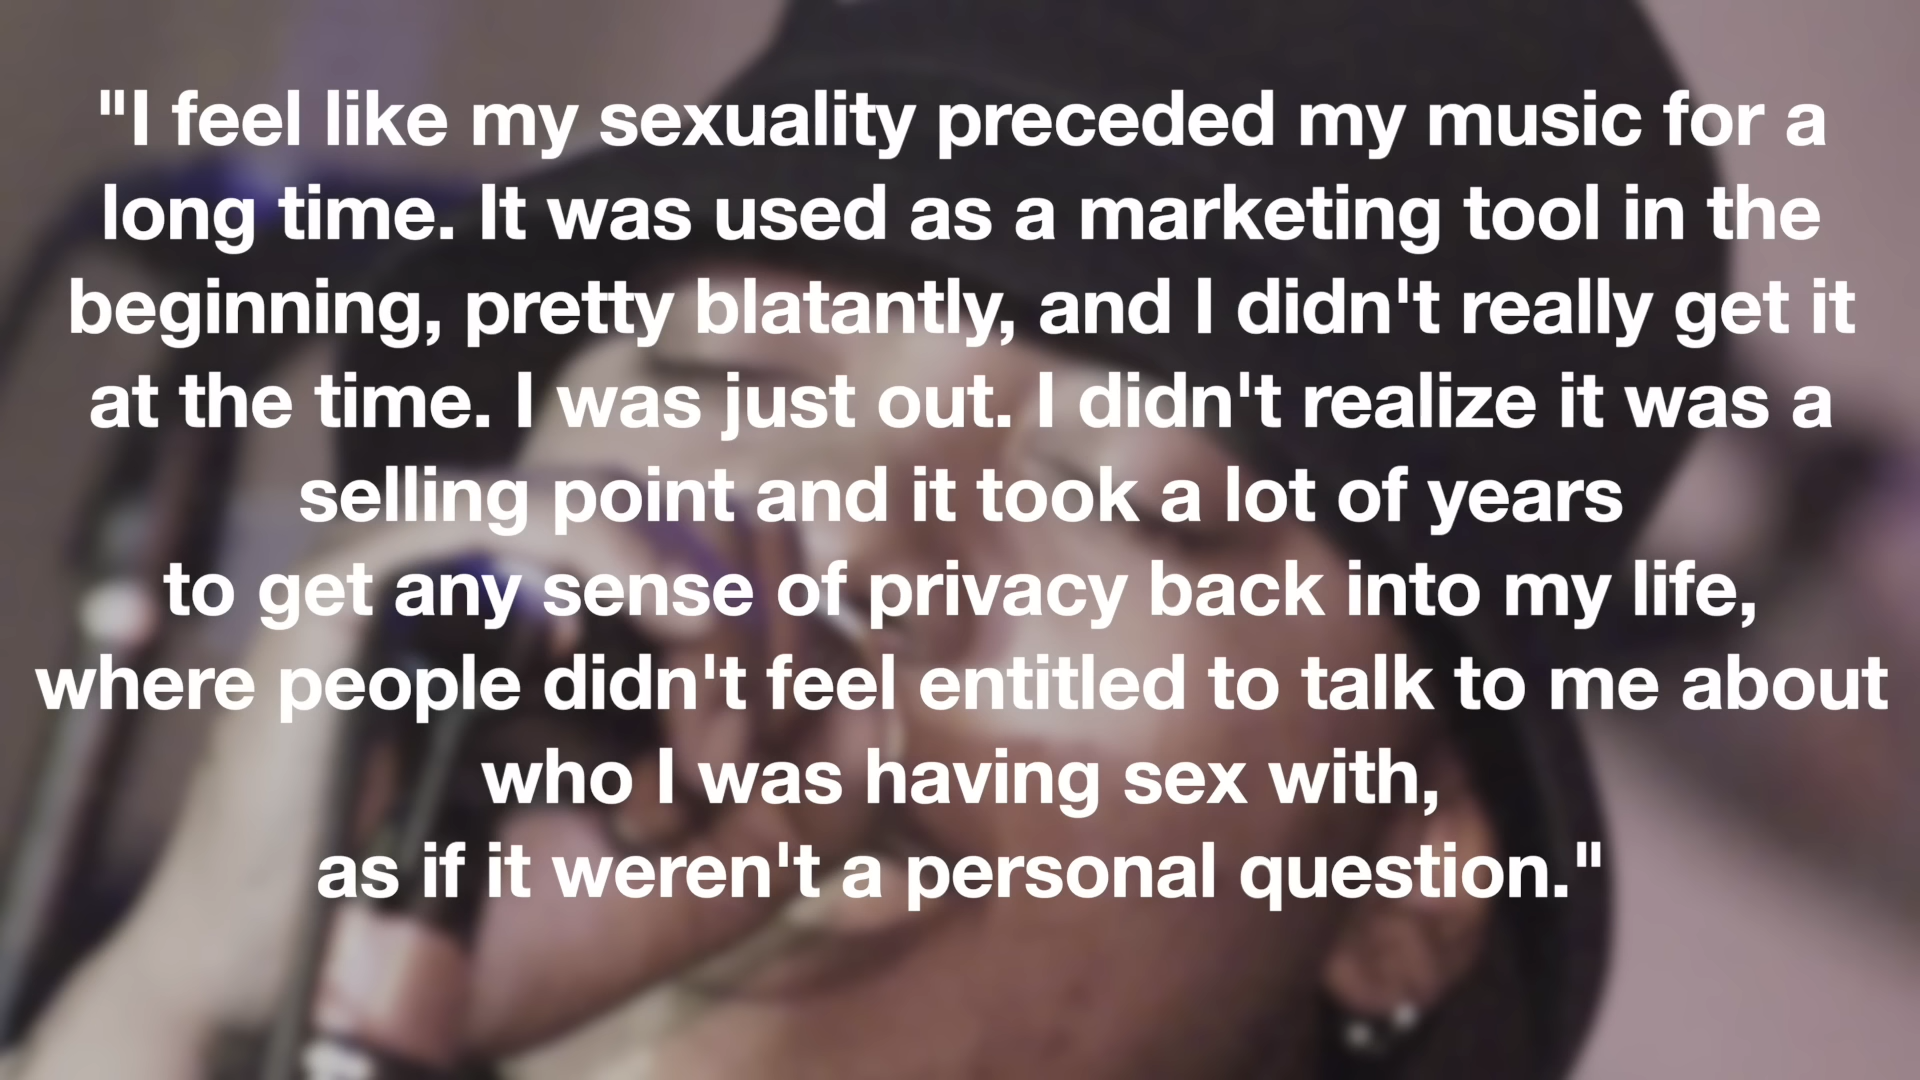 "I feel like my sexuality preceded my music for a
long time. It was used as a marketing tool in the
beginning, pretty blatantly, and I didn't really get it
at the time. I was just out. I didn't realize it was a
selling point and it took a lot of years
to get any sense of privacy back into my life,
where people didn't feel entitled to talk to me about
who I was having sex with,
as if it weren't a personal question."